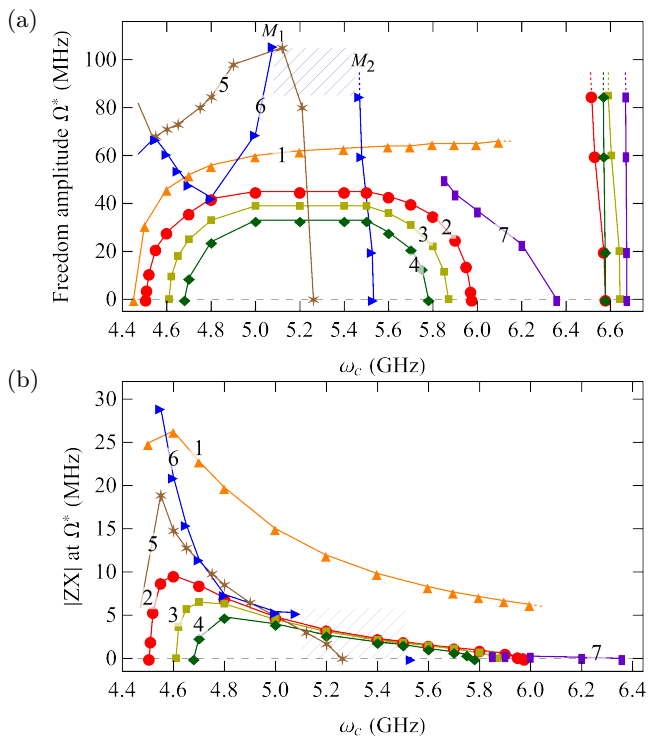 (a)
Freedom amplitude Ω* (MHz)
100
80
60
40
20
0
M1
M2
5
6
1
2
3
4
7
4.4 4.6 4.8 5.0 5.2 5.4 5.6 5.8 6.0 6.2 6.4 6.6
ωc (GHz)
(b)
|ZX| at Ω* (MHz)
30
25
20
15
10
5
0
1
6
5
2
3
4
7
4.4 4.6 4.8 5.0 5.2 5.4 5.6 5.8 6.0 6.2 6.4
ωc (GHz)